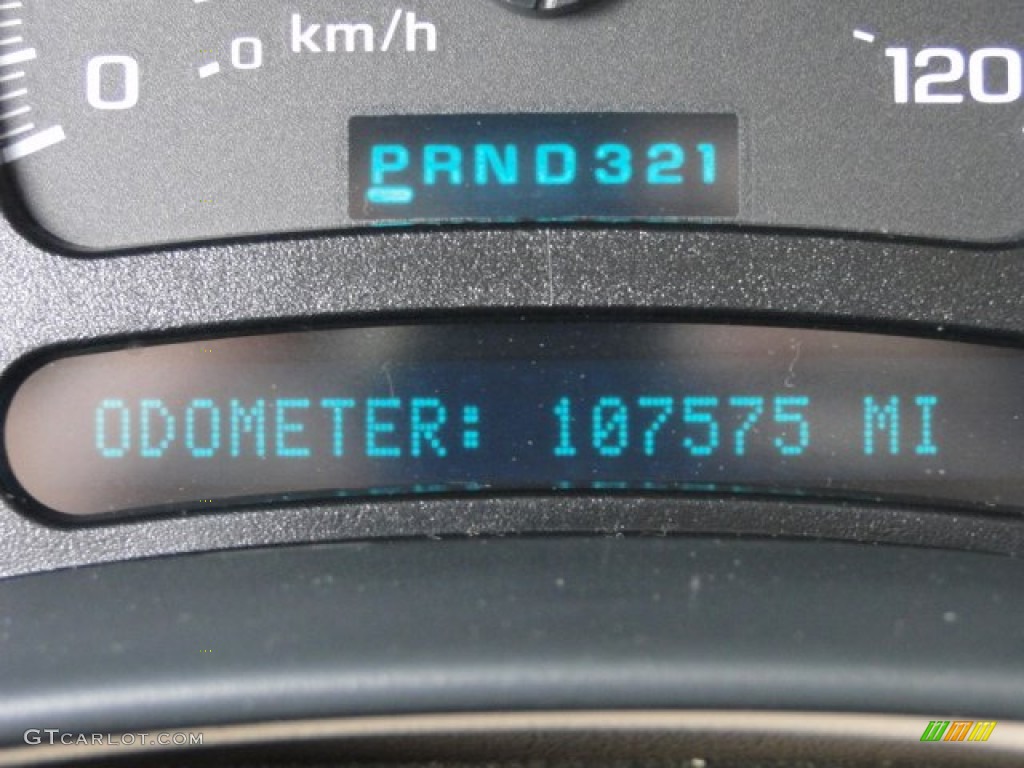 0 0 km/h 120
PRND321
ODOMETER: 107575 MI
GTCARLOT.COM